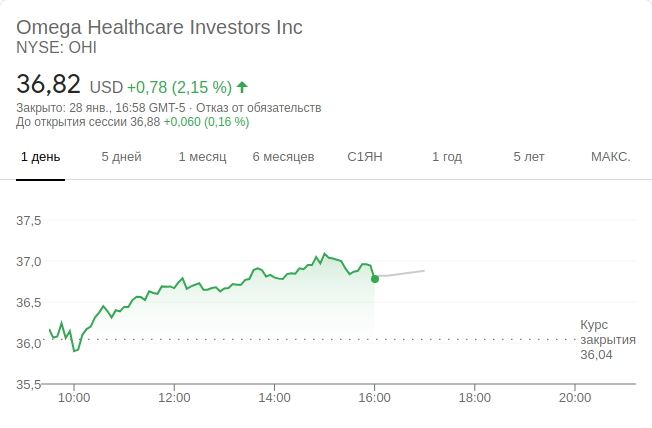 Omega Healthcare Investors Inc
NYSE: OHI
36,82 USD +0,78 (2,15 %)
Закрыто: 28 янв., 16:58 GMT-5 · Отказ от обязательств
До открытия сессии 36,88 +0,060 (0,16 %)
1 день 5 дней 1 месяц 6 месяцев С1ЯН 1 год 5 лет МАКС.
37,5
37,0
36,5
36,0
35,5
Курс
закрытия
36,04
10:00 12:00 14:00 16:00 18:00 20:00